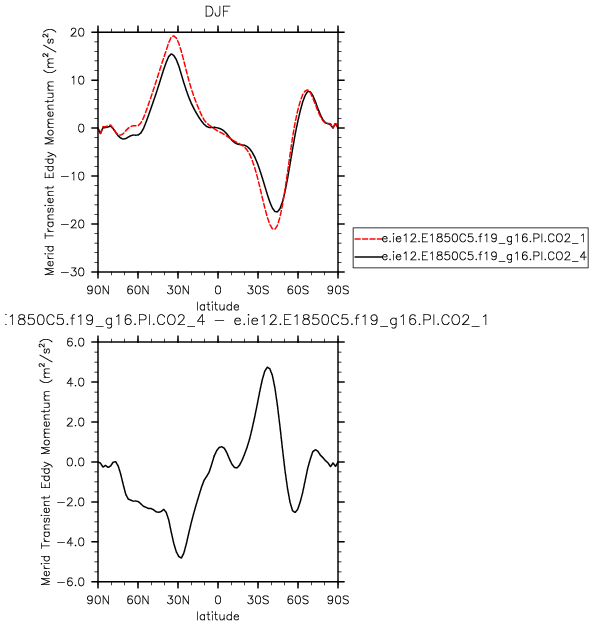 DJF
Merid Transient Eddy Momentum (m²/s²)
20
10
0
-10
-20
-30
90N 60N 30N 0 30S 60S 90S
latitude
e.ie12.E1850C5.f19_g16.PI.CO2_1
e.ie12.E1850C5.f19_g16.PI.CO2_4
:1850C5.f19_g16.PI.CO2_4 - e.ie12.E1850C5.f19_g16.PI.CO2_1
Merid Transient Eddy Momentum (m²/s²)
6.0
4.0
2.0
0.0
-2.0
-4.0
-6.0
90N 60N 30N 0 30S 60S 90S
latitude